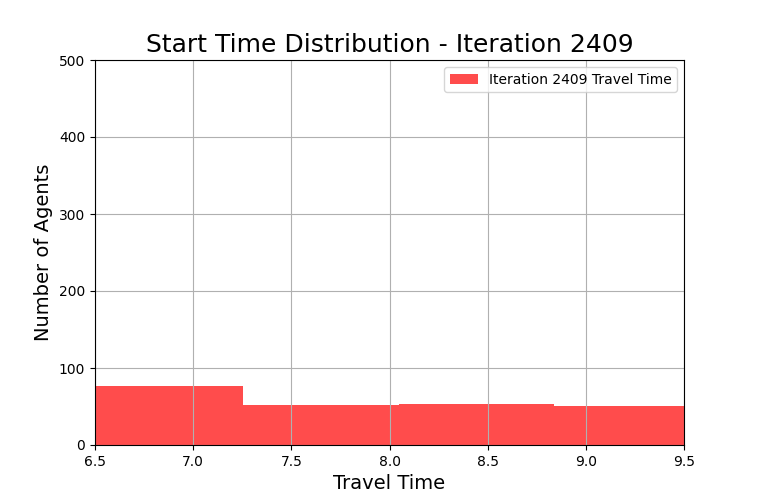 Start Time Distribution - Iteration 2409
500
400
300
200
100
0
Number of Agents
Iteration 2409 Travel Time
6.5 7.0 7.5 8.0 8.5 9.0 9.5
Travel Time